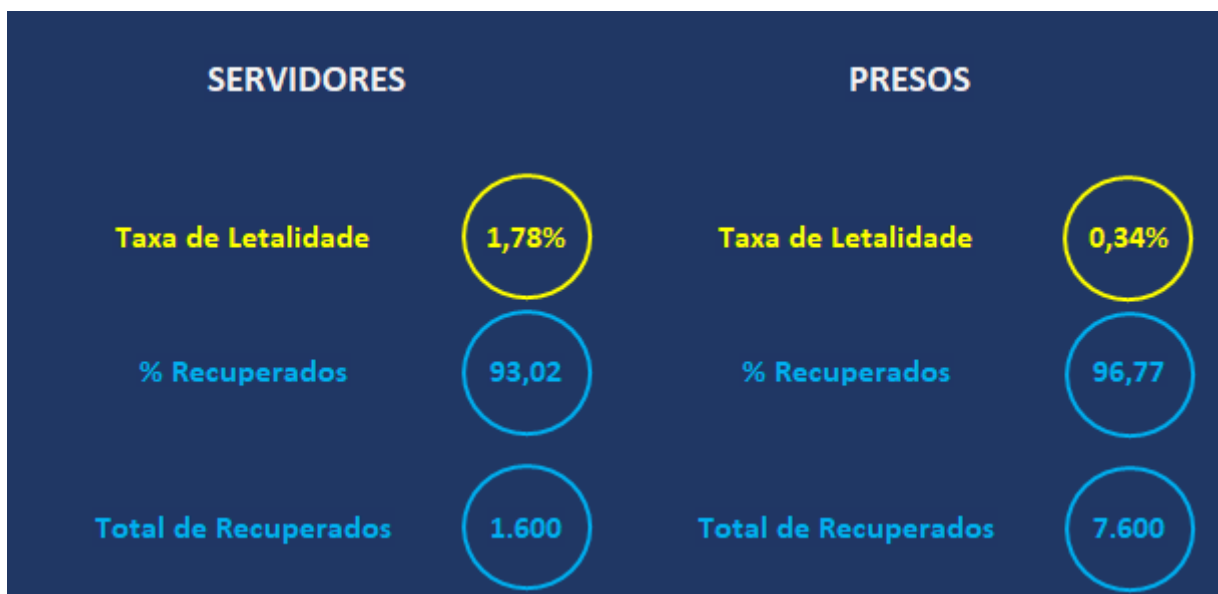 SERVIDORES
PRESOS
Taxa de Letalidade 1,78%
Taxa de Letalidade 0,34%
% Recuperados 93,02
% Recuperados 96,77
Total de Recuperados 1.600
Total de Recuperados 7.600